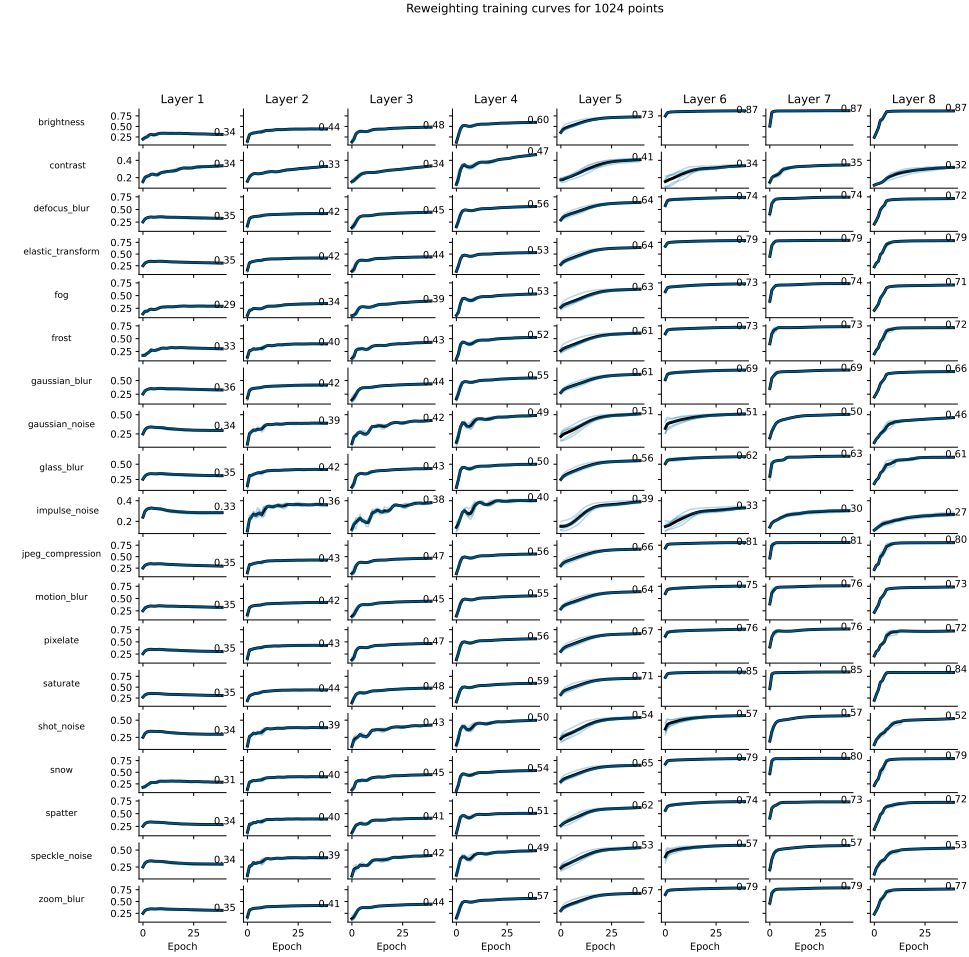 Reweighting training curves for 1024 points
Layer 1 Layer 2 Layer 3 Layer 4 Layer 5 Layer 6 Layer 7 Layer 8
brightness 0.75 0.50 0.25 0.34 0.44 0.48 0.60 0.73 0.87 0.87 0.87
contrast 0.4 0.2 0.34 0.33 0.34 0.47 0.41 0.34 0.35 0.32
defocus_blur 0.75 0.50 0.25 0.35 0.42 0.45 0.56 0.64 0.74 0.74 0.72
elastic_transform 0.75 0.50 0.25 0.35 0.42 0.44 0.53 0.64 0.79 0.79 0.79
fog 0.75 0.50 0.25 0.29 0.34 0.39 0.53 0.63 0.73 0.74 0.71
frost 0.75 0.50 0.25 0.33 0.40 0.43 0.52 0.61 0.73 0.73 0.72
gaussian_blur 0.50 0.25 0.36 0.42 0.44 0.55 0.61 0.69 0.69 0.66
gaussian_noise 0.50 0.25 0.34 0.39 0.42 0.49 0.51 0.51 0.50 0.46
glass_blur 0.50 0.25 0.35 0.42 0.43 0.50 0.56 0.62 0.63 0.61
impulse_noise 0.4 0.2 0.33 0.36 0.38 0.40 0.39 0.33 0.30 0.27
jpeg_compression 0.75 0.50 0.25 0.35 0.43 0.47 0.56 0.66 0.81 0.81 0.80
motion_blur 0.75 0.50 0.25 0.35 0.42 0.45 0.55 0.64 0.75 0.76 0.73
pixelate 0.75 0.50 0.25 0.35 0.43 0.47 0.56 0.67 0.76 0.76 0.72
saturate 0.75 0.50 0.25 0.35 0.44 0.48 0.59 0.71 0.85 0.85 0.84
shot_noise 0.50 0.25 0.34 0.39 0.43 0.50 0.54 0.57 0.57 0.52
snow 0.75 0.50 0.25 0.31 0.40 0.45 0.54 0.65 0.79 0.80 0.79
spatter 0.75 0.50 0.25 0.34 0.40 0.41 0.51 0.62 0.74 0.73 0.72
speckle_noise 0.50 0.25 0.34 0.39 0.42 0.49 0.53 0.57 0.57 0.53
zoom_blur 0.75 0.50 0.25 0.35 0.41 0.44 0.57 0.67 0.79 0.79 0.77
0 25 0 25 0 25 0 25 0 25 0 25 0 25 0 25
Epoch Epoch Epoch Epoch Epoch Epoch Epoch Epoch